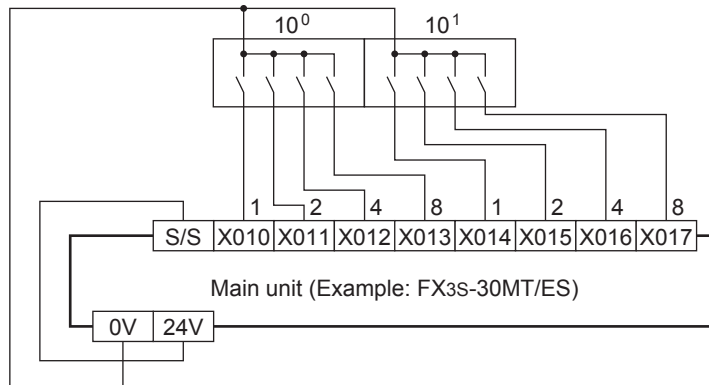 10⁰ 10¹
1 2 4 8 1 2 4 8
S/S X010 X011 X012 X013 X014 X015 X016 X017
Main unit (Example: FX3S-30MT/ES)
0V 24V